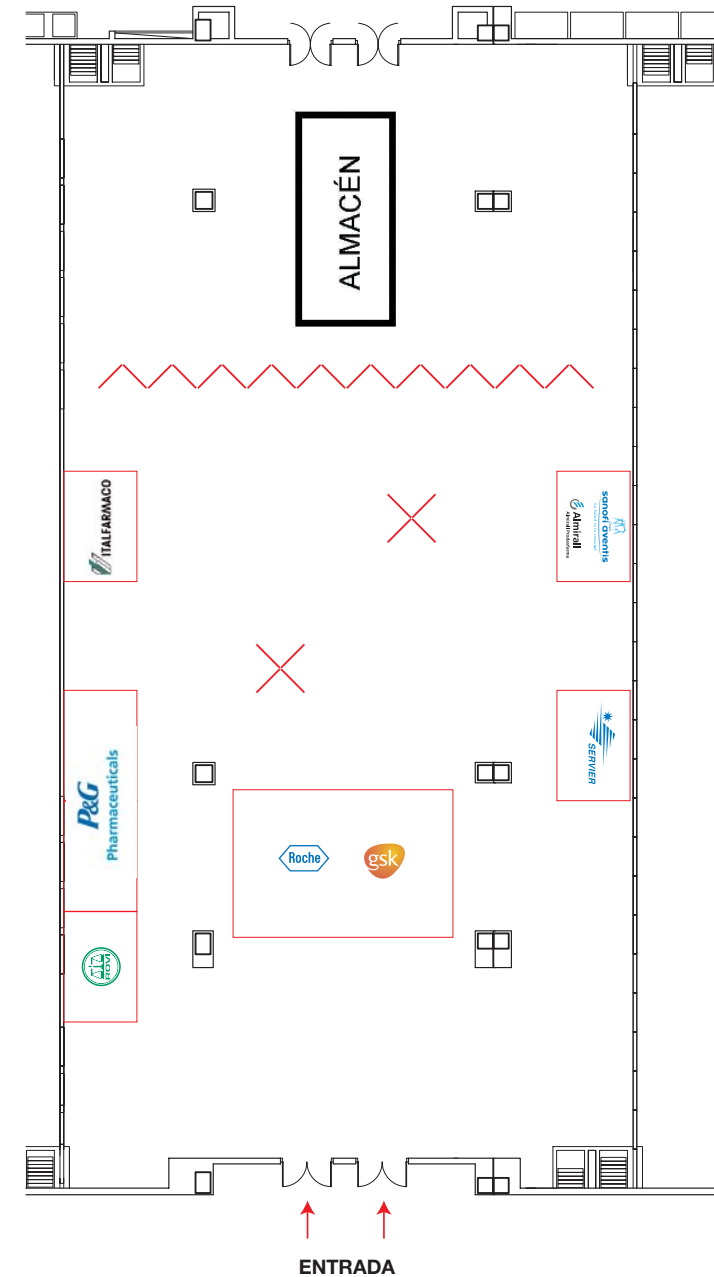 ALMACÉN
ITALFARMACO
sanofi aventis
Almirall
P&G
Pharmaceuticals
SERVIER
Roche
gsk
ROVI
ENTRADA